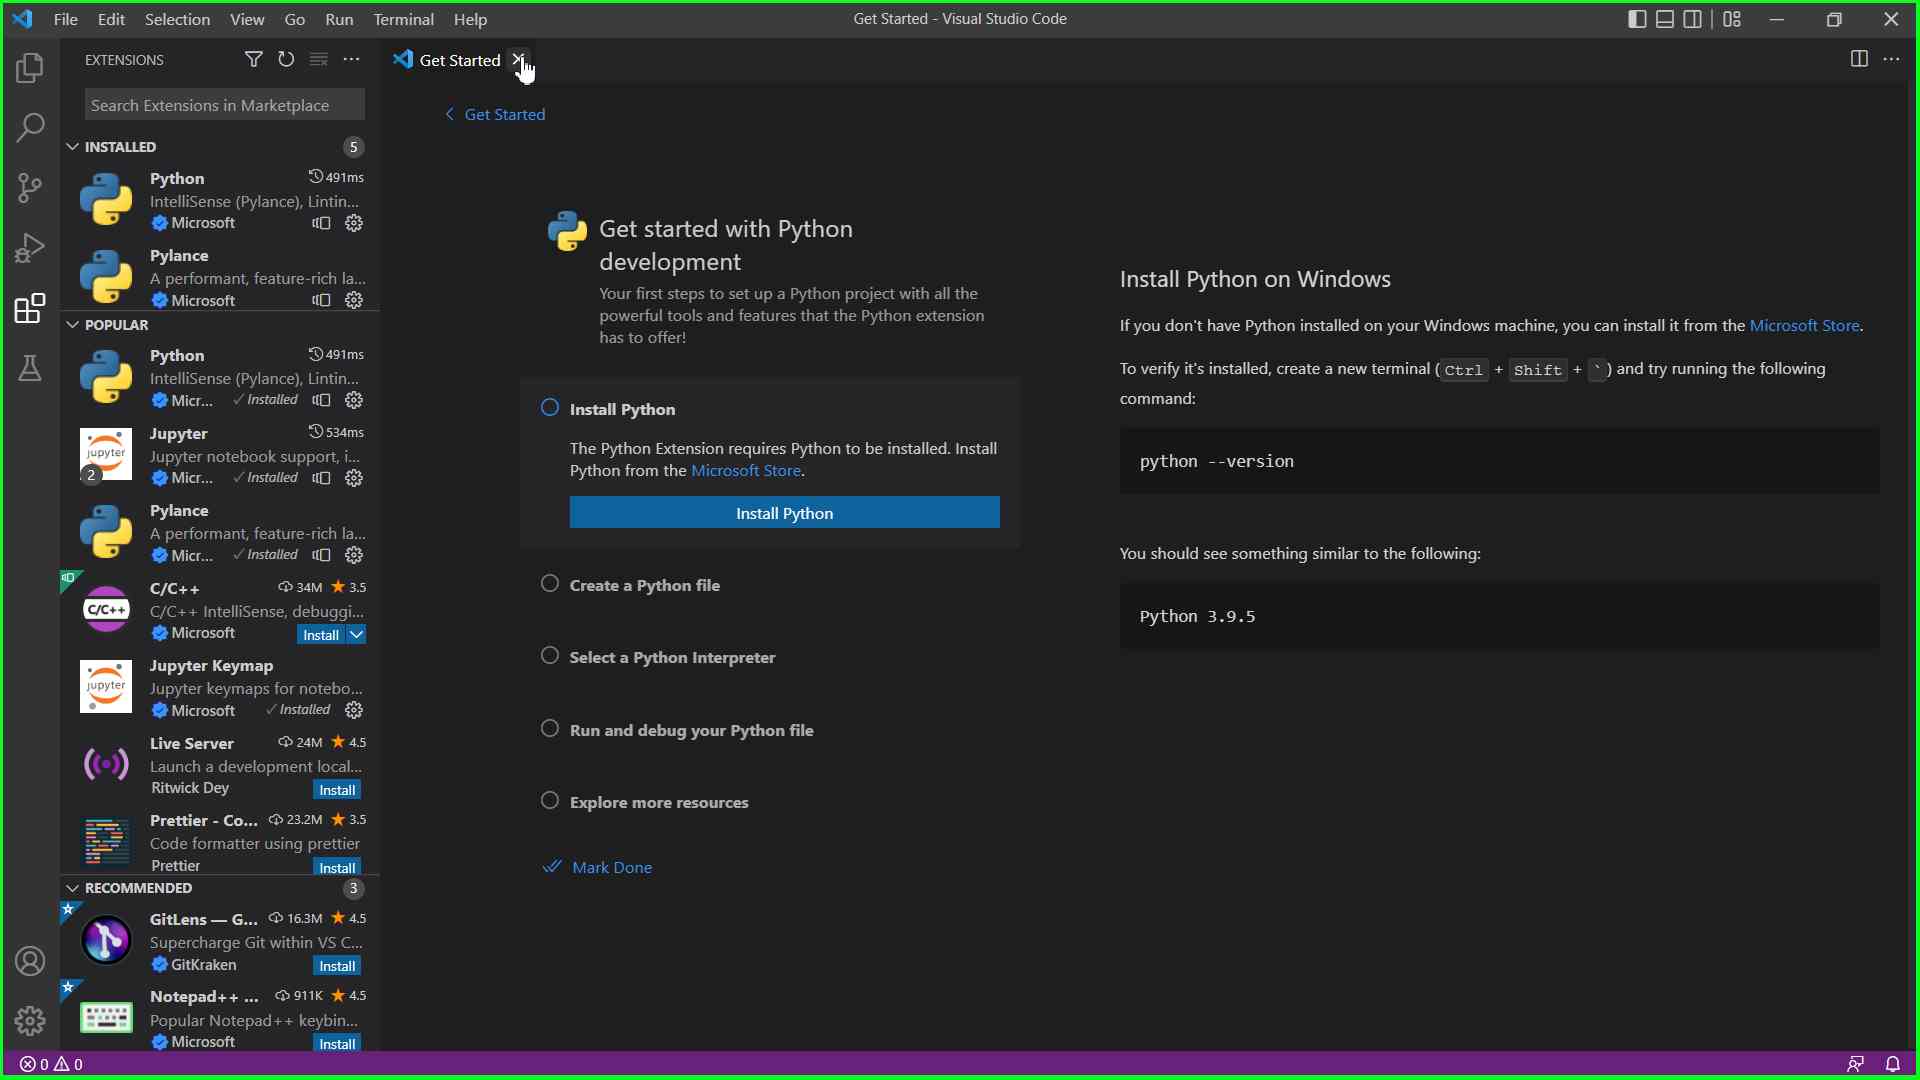 File Edit Selection View Go Run Terminal Help
Get Started - Visual Studio Code
EXTENSIONS
Search Extensions in Marketplace
INSTALLED 5
Python 491ms
IntelliSense (Pylance), Lintin...
Microsoft
Pylance
A performant, feature-rich la...
Microsoft
POPULAR
Python 491ms
IntelliSense (Pylance), Lintin...
Micr... ✓Installed
Jupyter 534ms
jupyter
Jupyter notebook support, i...
2
Micr... ✓Installed
Pylance
A performant, feature-rich la...
Micr... ✓Installed
C/C++ 34M ★ 3.5
C/C++
C/C++ IntelliSense, debuggi...
Microsoft Install
Jupyter Keymap
jupyter
Jupyter keymaps for notebo...
Microsoft ✓Installed
Live Server 24M ★ 4.5
Launch a development local...
Ritwick Dey Install
Prettier - Co... 23.2M ★ 3.5
Code formatter using prettier
Prettier Install
RECOMMENDED 3
GitLens — G... 16.3M ★ 4.5
Supercharge Git within VS C...
GitKraken Install
Notepad++ ... 911K ★ 4.5
Popular Notepad++ keybin...
Microsoft Install
Get Started
Get Started
Get started with Python
development
Your first steps to set up a Python project with all the
powerful tools and features that the Python extension
has to offer!
Install Python
The Python Extension requires Python to be installed. Install
Python from the Microsoft Store.
Install Python
Create a Python file
Select a Python Interpreter
Run and debug your Python file
Explore more resources
Mark Done
Install Python on Windows
If you don't have Python installed on your Windows machine, you can install it from the Microsoft Store.
To verify it's installed, create a new terminal (Ctrl + Shift + `) and try running the following
command:
python --version
You should see something similar to the following:
Python 3.9.5
0 0